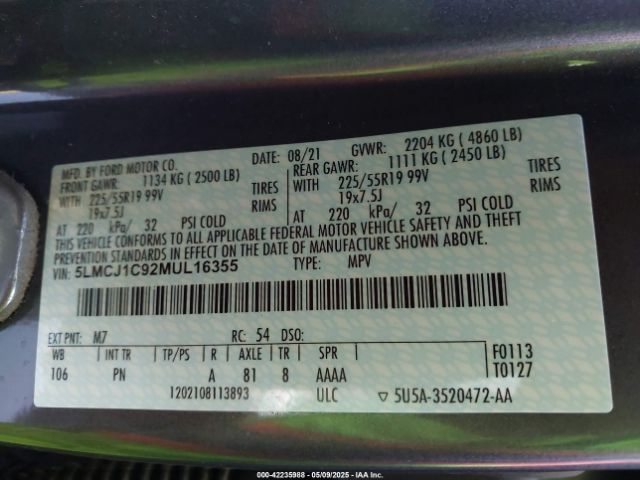 MFD. BY FORD MOTOR CO.
DATE: 08/21 GVWR: 2204 KG ( 4860 LB)
FRONT GAWR: 1134 KG ( 2500 LB)
REAR GAWR: 1111 KG ( 2450 LB)
WITH 225/55R19 99V TIRES
WITH 225/55R19 99V TIRES
19x7.5J RIMS
19x7.5J RIMS
AT 220 kPa/ 32 PSI COLD
AT 220 kPa/ 32 PSI COLD
THIS VEHICLE CONFORMS TO ALL APPLICABLE FEDERAL MOTOR VEHICLE SAFETY AND THEFT
PREVENTION STANDARDS IN EFFECT ON THE DATE OF MANUFACTURE SHOWN ABOVE.
VIN: 5LMCJ1C92MUL16355 TYPE: MPV
EXT PNT: M7 RC: 54 DSO:
WB INT TR TP/PS R AXLE TR SPR
106 PN A 81 8 AAAA
F0113
T0127
1202108113893 ULC ▽ 5U5A-3520472-AA
000-42235988 - 05/09/2025 - IAAI.COM